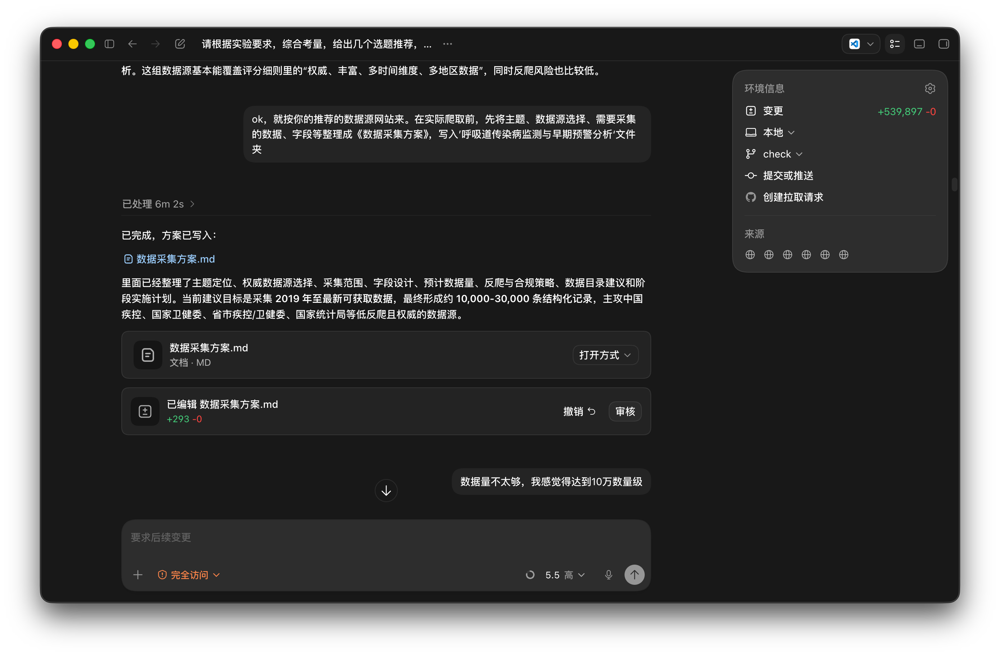 请根据实验要求，综合考量，给出几个选题推荐，...
析。这组数据源基本能覆盖评分细则里的“权威、丰富、多时间维度、多地区数据”，同时反爬风险也比较低。
ok，就按你的推荐的数据源网站来。在实际爬取前，先将主题、数据源选择、需要采集
的数据、字段等整理成《数据采集方案》，写入’呼吸道传染病监测与早期预警分析‘文件
夹
已处理 6m 2s
已完成，方案已写入：
数据采集方案.md
里面已经整理了主题定位、权威数据源选择、采集范围、字段设计、预计数据量、反爬与合规策略、数据目录建议和阶
段实施计划。当前建议目标是采集 2019 年至最新可获取数据，最终形成约 10,000-30,000 条结构化记录，主攻中国
疾控、国家卫健委、省市疾控/卫健委、国家统计局等低反爬且权威的数据源。
数据采集方案.md
文档 · MD
打开方式
已编辑 数据采集方案.md
+293 -0
撤销
审核
数据量不太够，我感觉得达到10万数量级
要求后续变更
完全访问
5.5 高
环境信息
变更 +539,897 -0
本地
check
提交或推送
创建拉取请求
来源